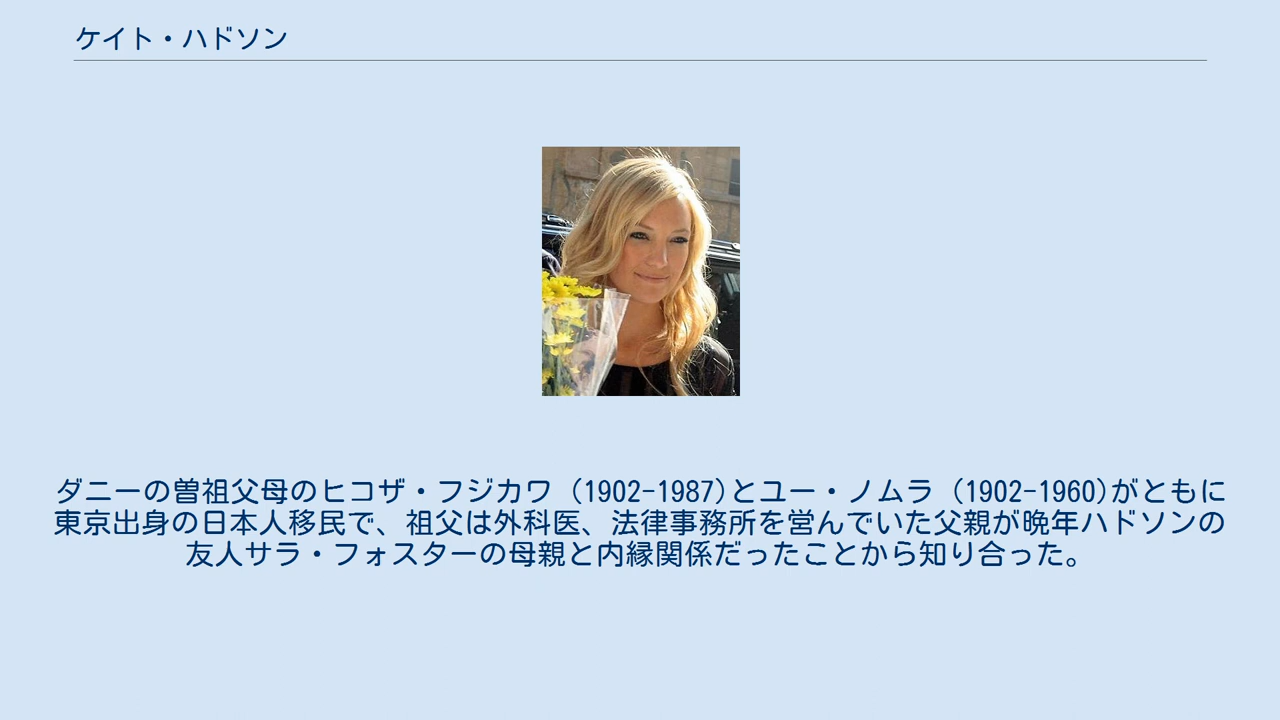 ケイト・ハドソン
ダニーの曽祖父母のヒコザ・フジカワ (1902-1987)とユー・ノムラ (1902-1960)がともに
東京出身の日本人移民で、祖父は外科医、法律事務所を営んでいた父親が晩年ハドソンの
友人サラ・フォスターの母親と内縁関係だったことから知り合った。